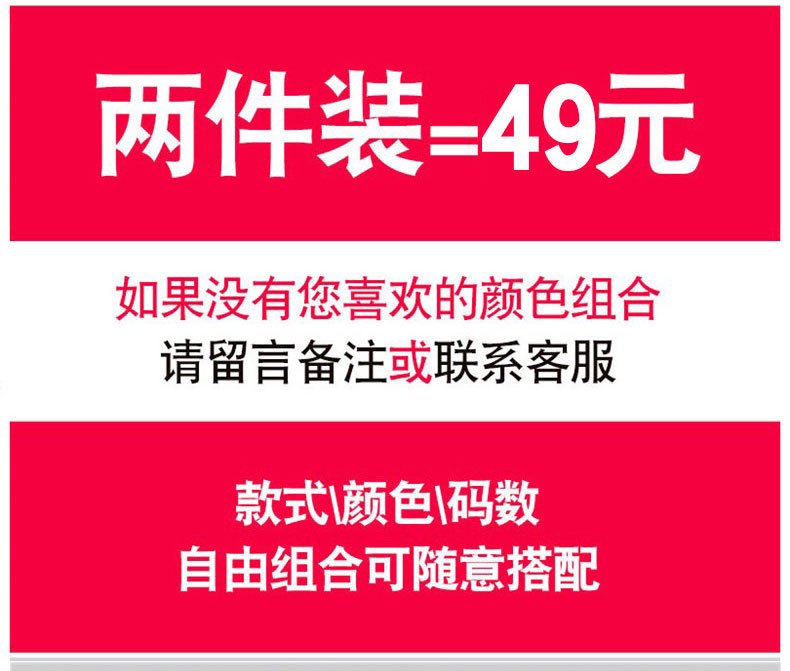 两件装=49元
如果没有您喜欢的颜色组合
请留言备注或联系客服
款式\颜色\码数
自由组合可随意搭配